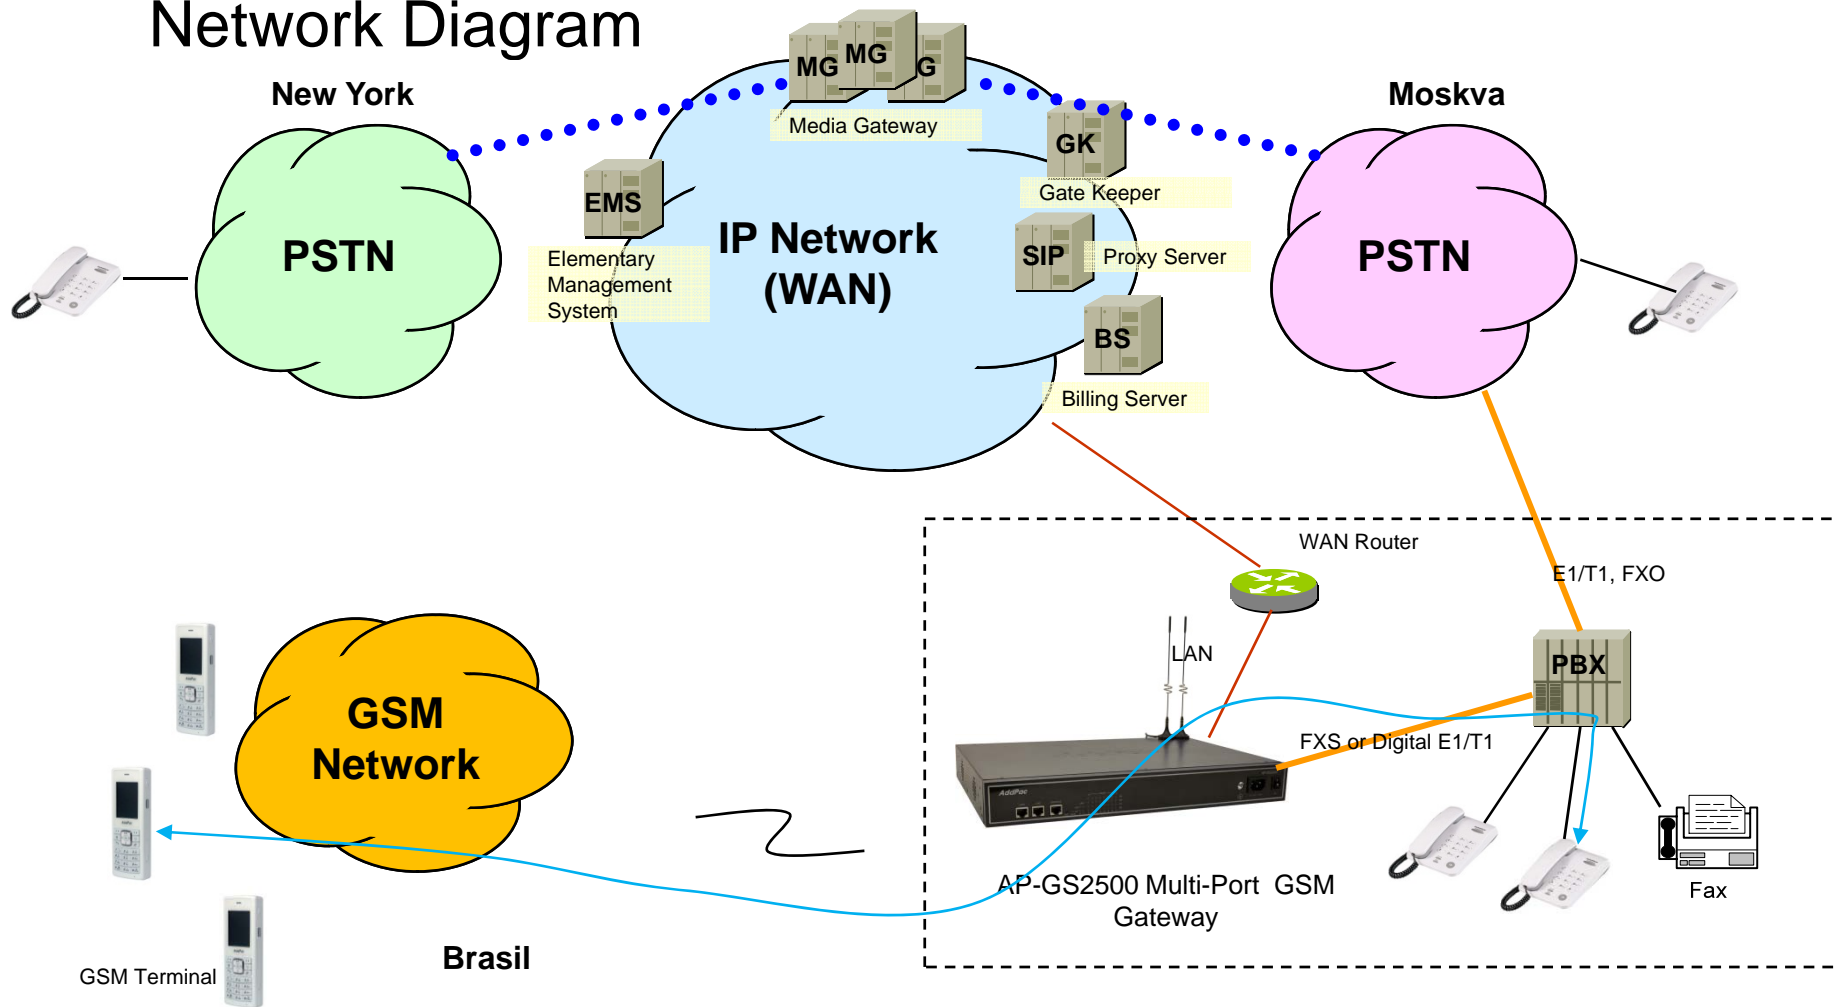 Network Diagram
New York
MG
MG
G
Moskva
Media Gateway
GK
Gate Keeper
EMS
PSTN
IP Network
(WAN)
Elementary
Management
System
SIP
Proxy Server
PSTN
BS
Billing Server
WAN Router
E1/T1, FXO
LAN
PBX
GSM
Network
FXS or Digital E1/T1
AddPac
AP-GS2500 Multi-Port GSM
Gateway
Fax
Brasil
GSM Terminal